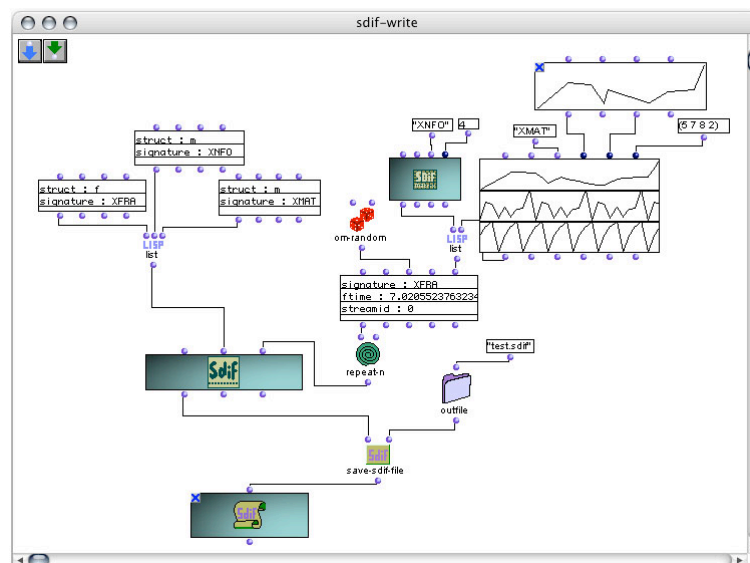 sdif-write
"XNFO"
4
"XMAT"
(5 7 8 2)
struct : m
signature : XNFO
struct : f
signature : XFRA
struct : m
signature : XMAT
Sdif
LISP
list
om-random
LISP
list
signature : XFRA
ftime : 7.0205523763234
streamid : 0
Sdif
repeat-n
"test.sdif"
outfile
Sdif
save-sdif-file
Sdif